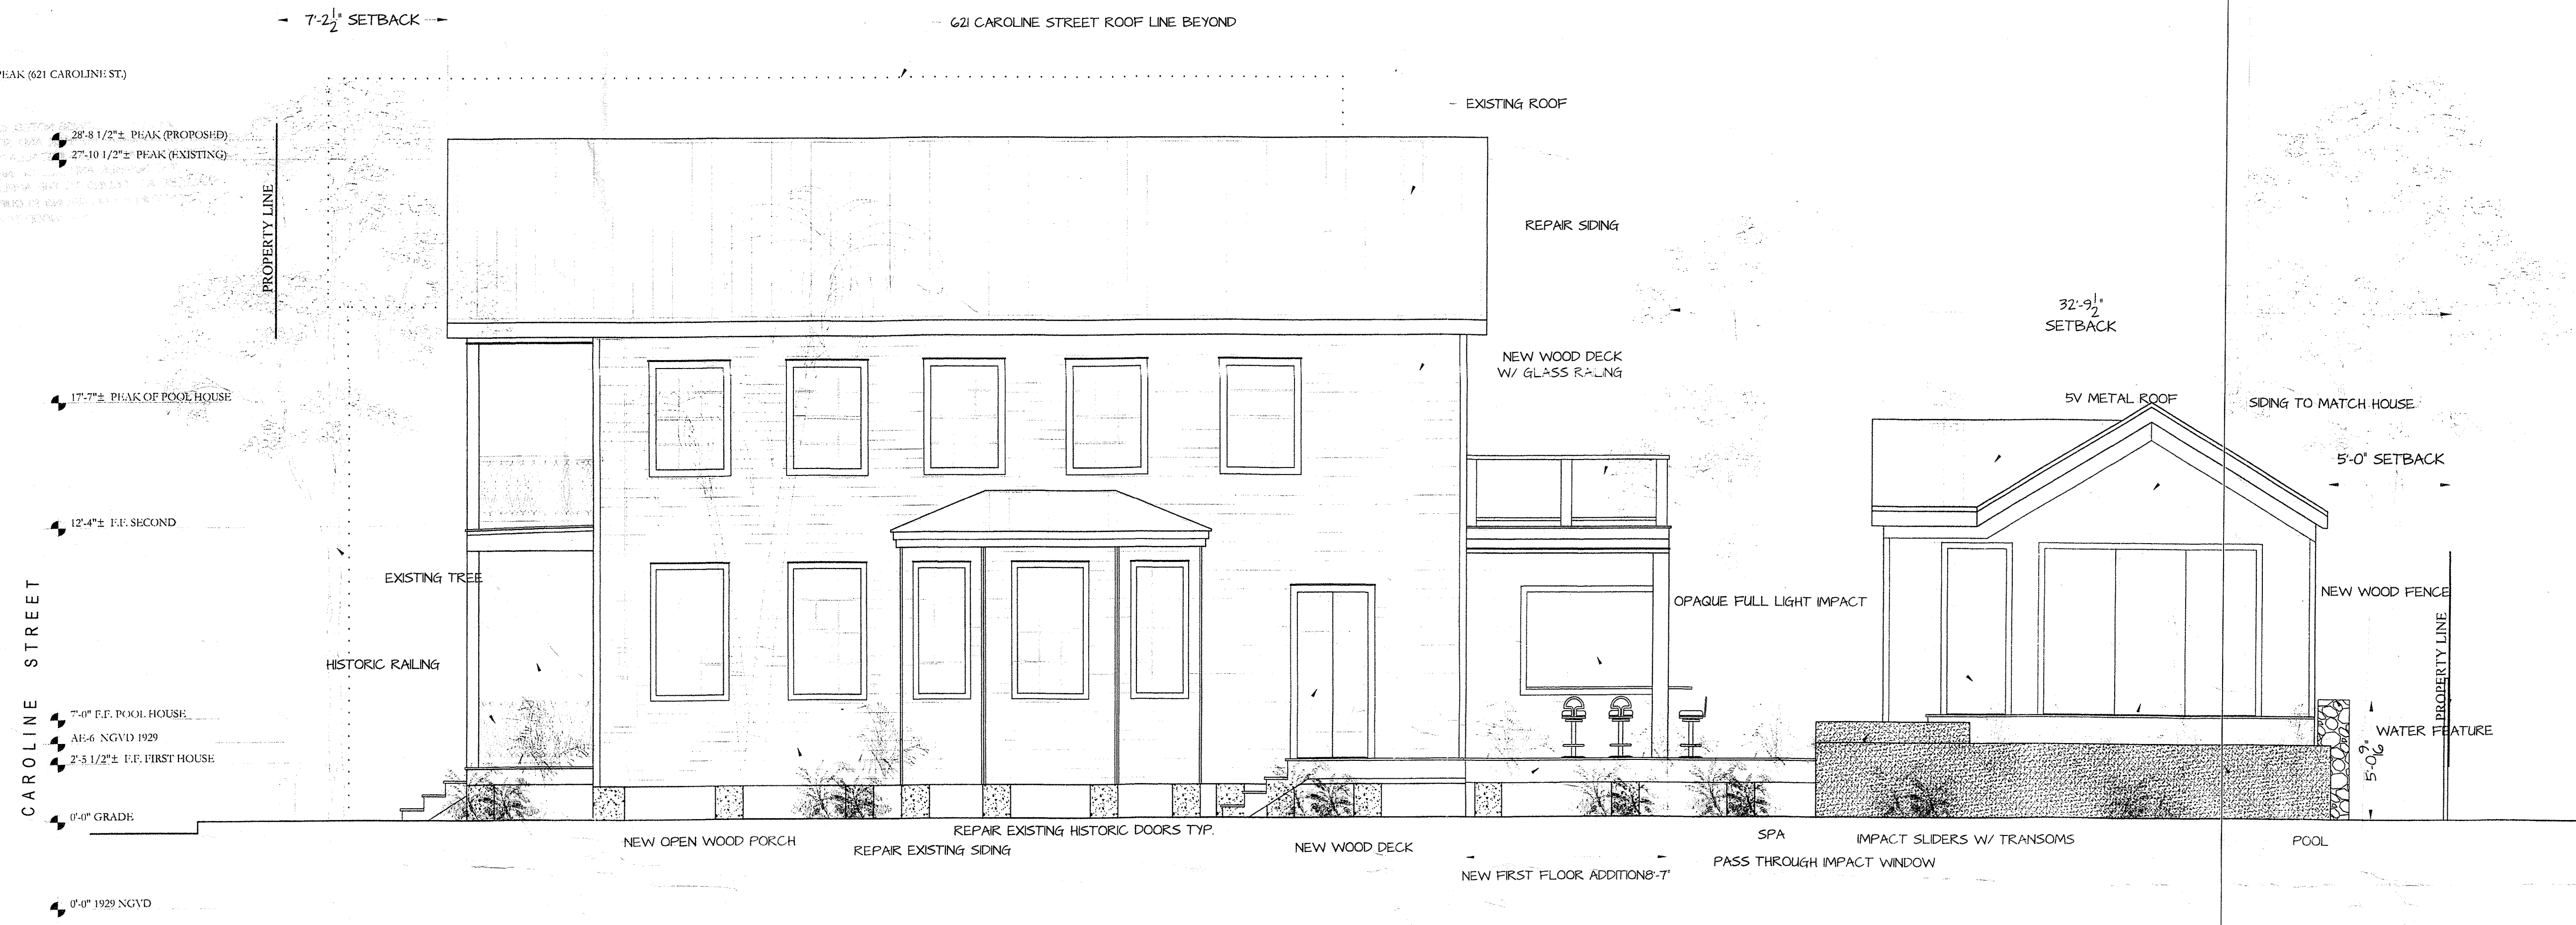 7'-2 1/2" SETBACK
621 CAROLINE STREET ROOF LINE BEYOND
PEAK (621 CAROLINE ST.)
EXISTING ROOF
28'-8 1/2"± PEAK (PROPOSED)
27'-10 1/2"± PEAK (EXISTING)
PROPERTY LINE
REPAIR SIDING
32'-9 1/2"
SETBACK
NEW WOOD DECK
W/ GLASS RAILING
17'-7"± PEAK OF POOL HOUSE
5V METAL ROOF
SIDING TO MATCH HOUSE
5'-0" SETBACK
12'-4"± F.F. SECOND
EXISTING TREE
CAROLINE STREET
OPAQUE FULL LIGHT IMPACT
NEW WOOD FENCE
PROPERTY LINE
HISTORIC RAILING
7'-0" F.F. POOL HOUSE
AE-6 NGVD 1929
2'-5 1/2"± F.F. FIRST HOUSE
WATER FEATURE
0'-0" GRADE
NEW OPEN WOOD PORCH
REPAIR EXISTING HISTORIC DOORS TYP.
REPAIR EXISTING SIDING
NEW WOOD DECK
SPA
IMPACT SLIDERS W/ TRANSOMS
POOL
PASS THROUGH IMPACT WINDOW
NEW FIRST FLOOR ADDITION8'-7"
0'-0" 1929 NGVD